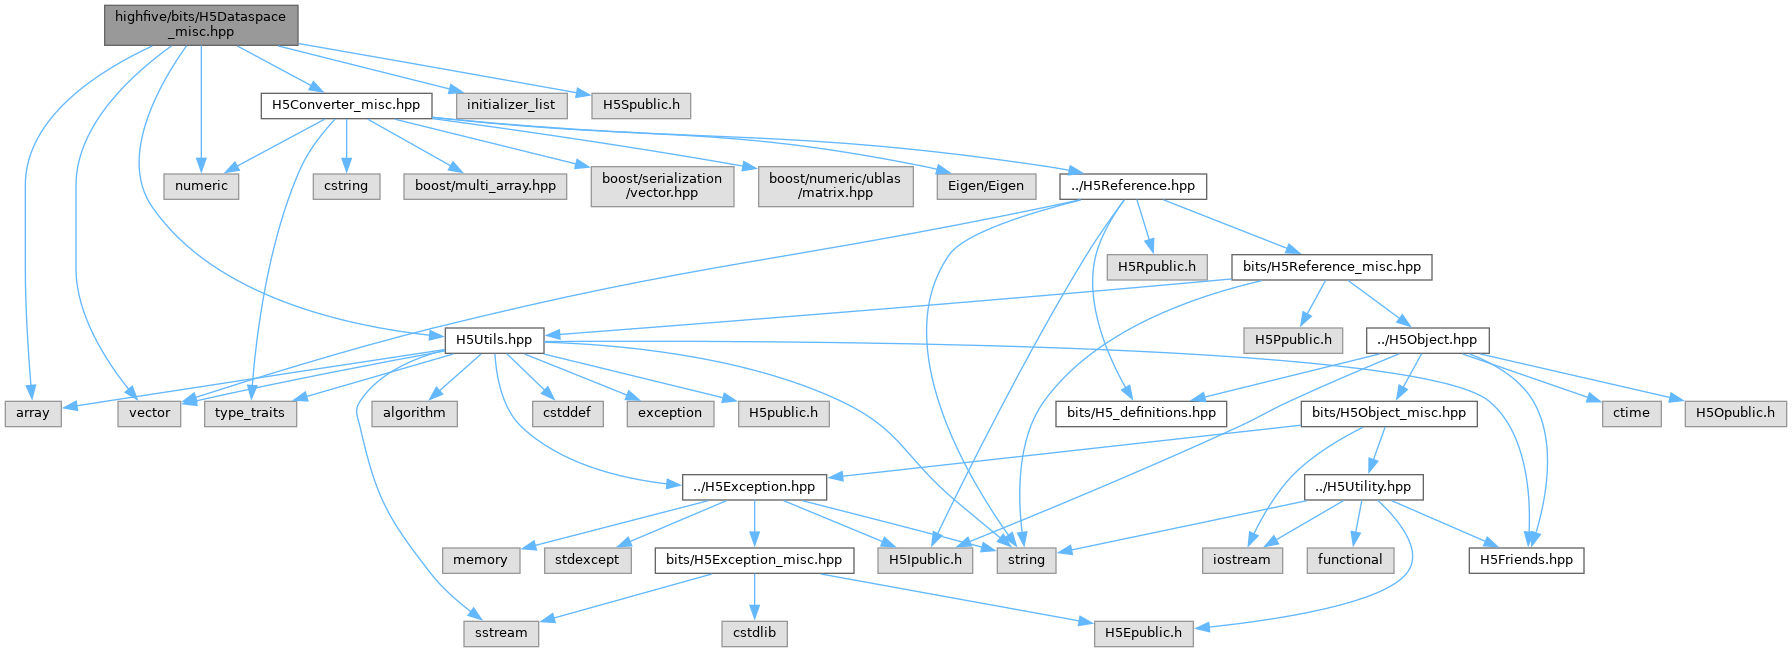 highfive/bits/H5Dataspace
_misc.hpp
H5Converter_misc.hpp
initializer_list
H5Spublic.h
numeric
cstring
boost/multi_array.hpp
boost/serialization
/vector.hpp
boost/numeric/ublas
/matrix.hpp
Eigen/Eigen
../H5Reference.hpp
H5Rpublic.h
bits/H5Reference_misc.hpp
H5Utils.hpp
H5Ppublic.h
../H5Object.hpp
array
vector
type_traits
algorithm
cstddef
exception
H5public.h
bits/H5_definitions.hpp
bits/H5Object_misc.hpp
ctime
H5Opublic.h
../H5Exception.hpp
../H5Utility.hpp
memory
stdexcept
bits/H5Exception_misc.hpp
H5Ipublic.h
string
iostream
functional
H5Friends.hpp
sstream
cstdlib
H5Epublic.h